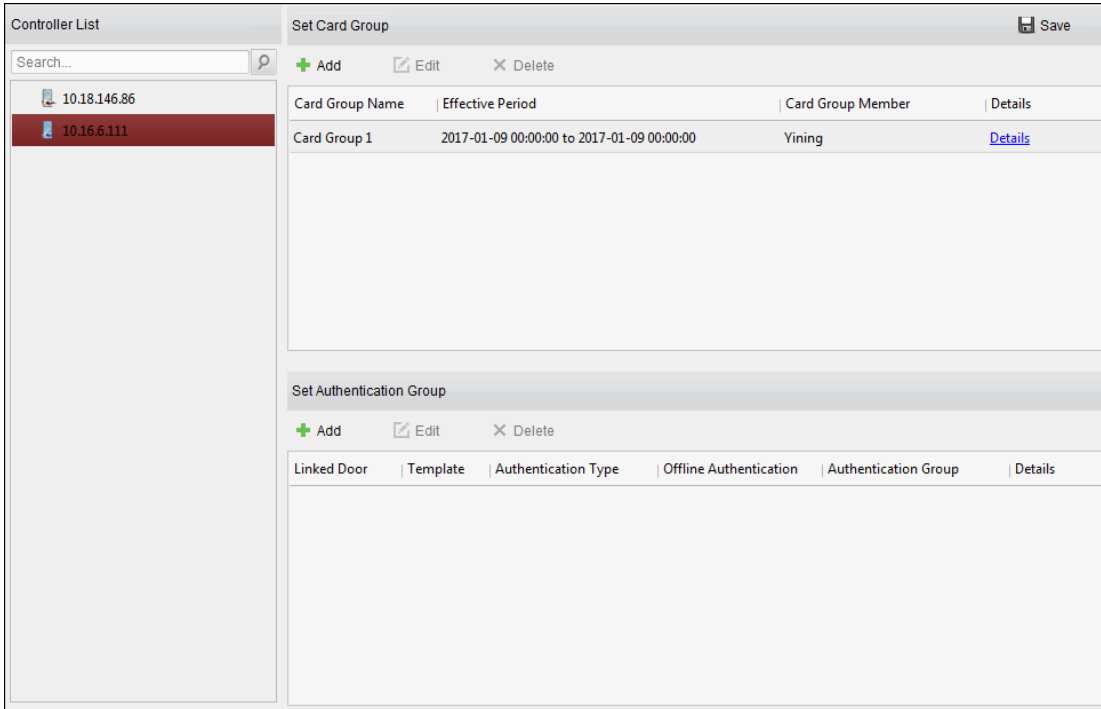 Controller List
Search...
10.18.146.86
10.16.6.111
Set Card Group
Save
Add Edit Delete
Card Group Name Effective Period Card Group Member Details
Card Group 1 2017-01-09 00:00:00 to 2017-01-09 00:00:00 Yining Details
Set Authentication Group
Add Edit Delete
Linked Door Template Authentication Type Offline Authentication Authentication Group Details